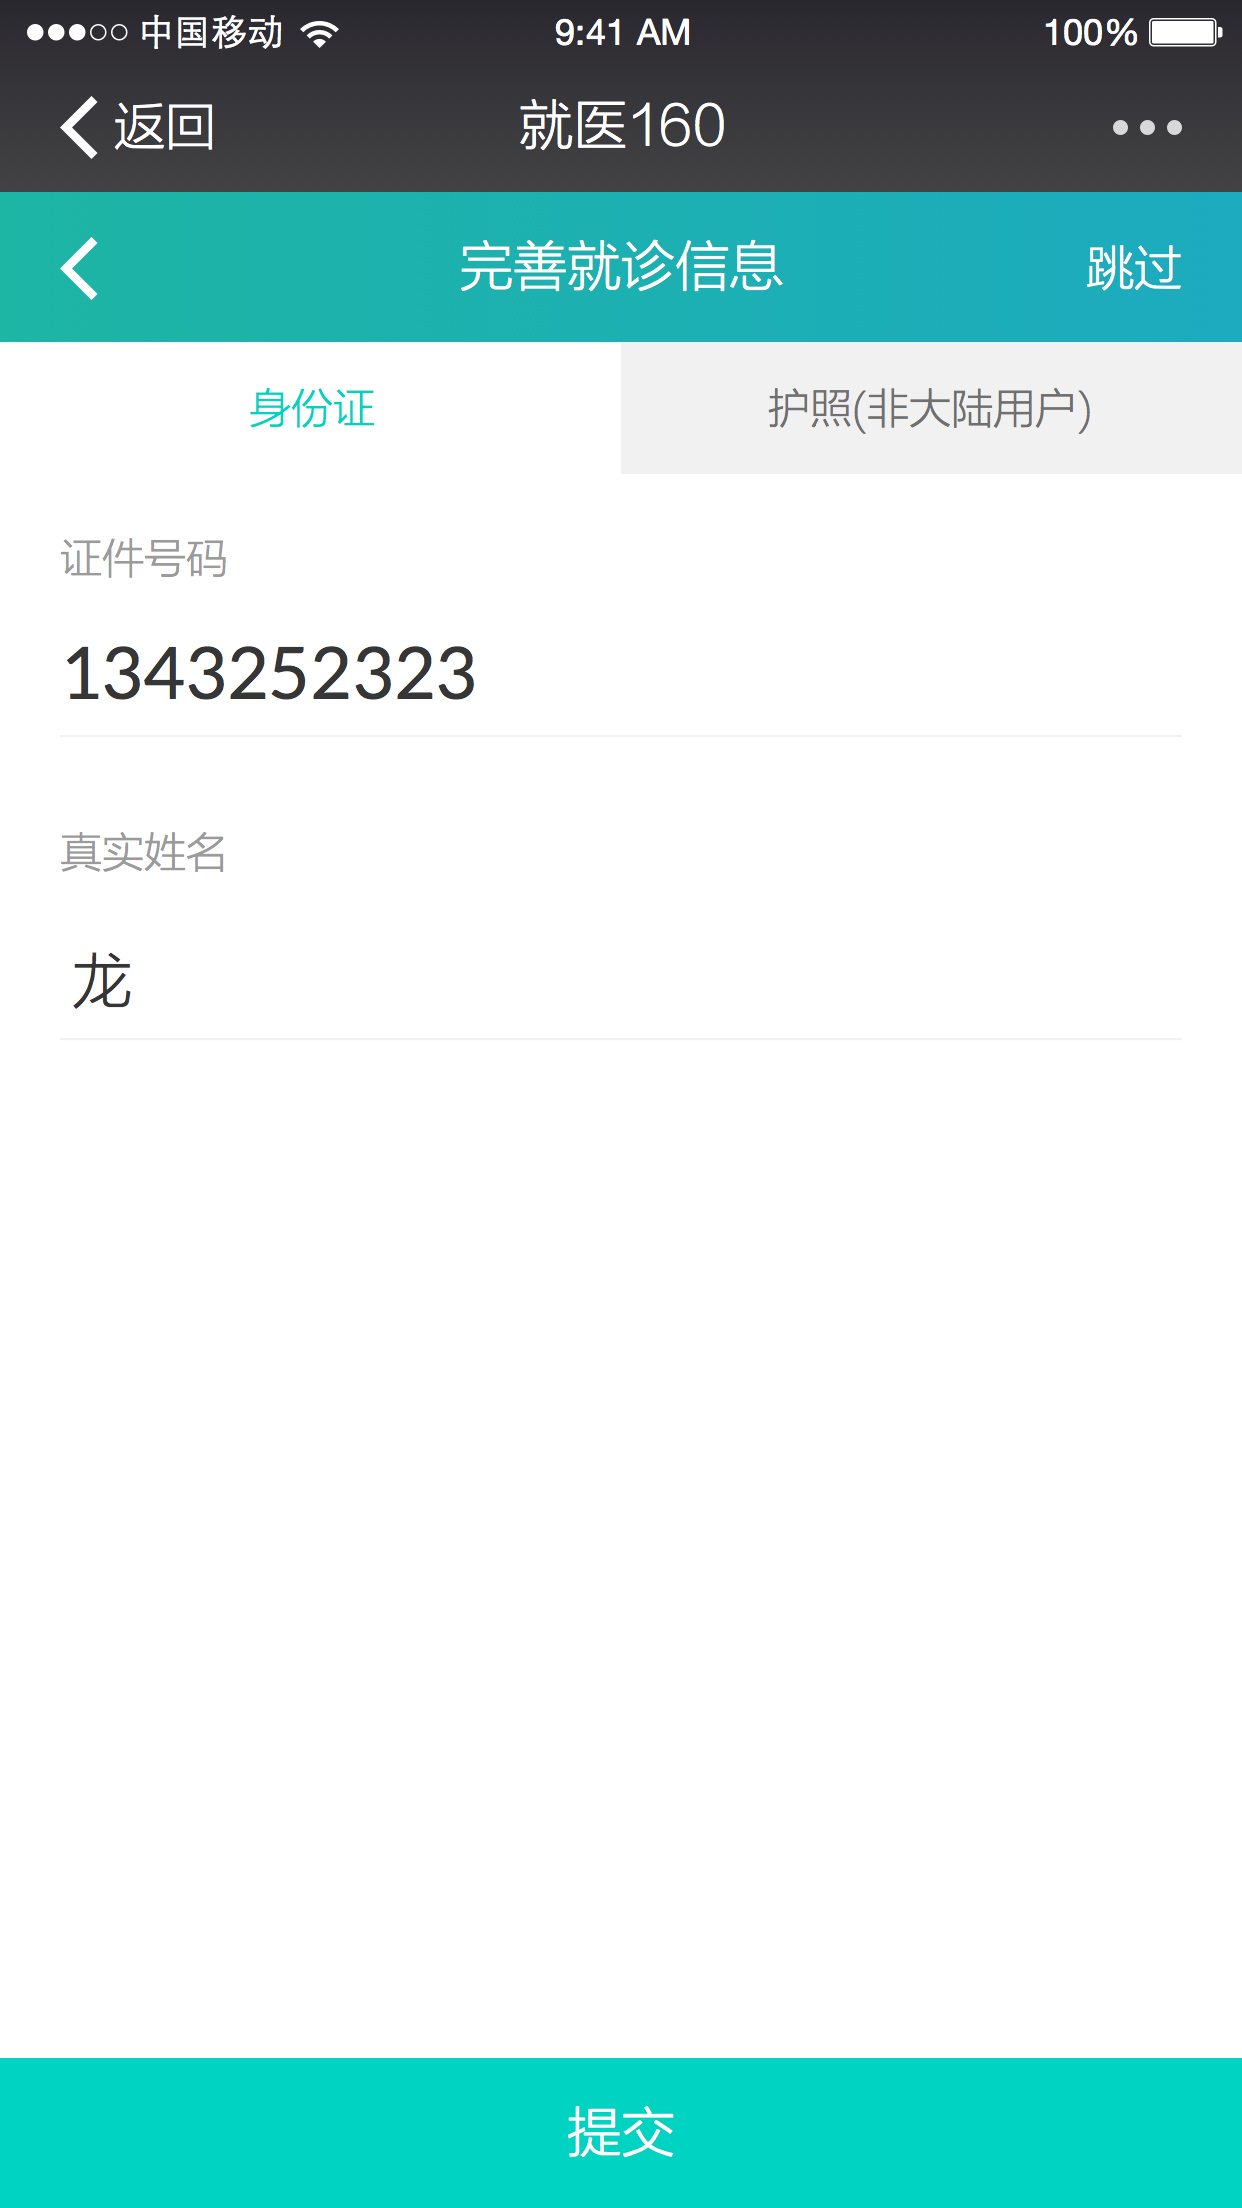 中国移动 9:41 AM 100%
返回 就医160
完善就诊信息 跳过
身份证 护照(非大陆用户)
证件号码
1343252323
真实姓名
龙
提交